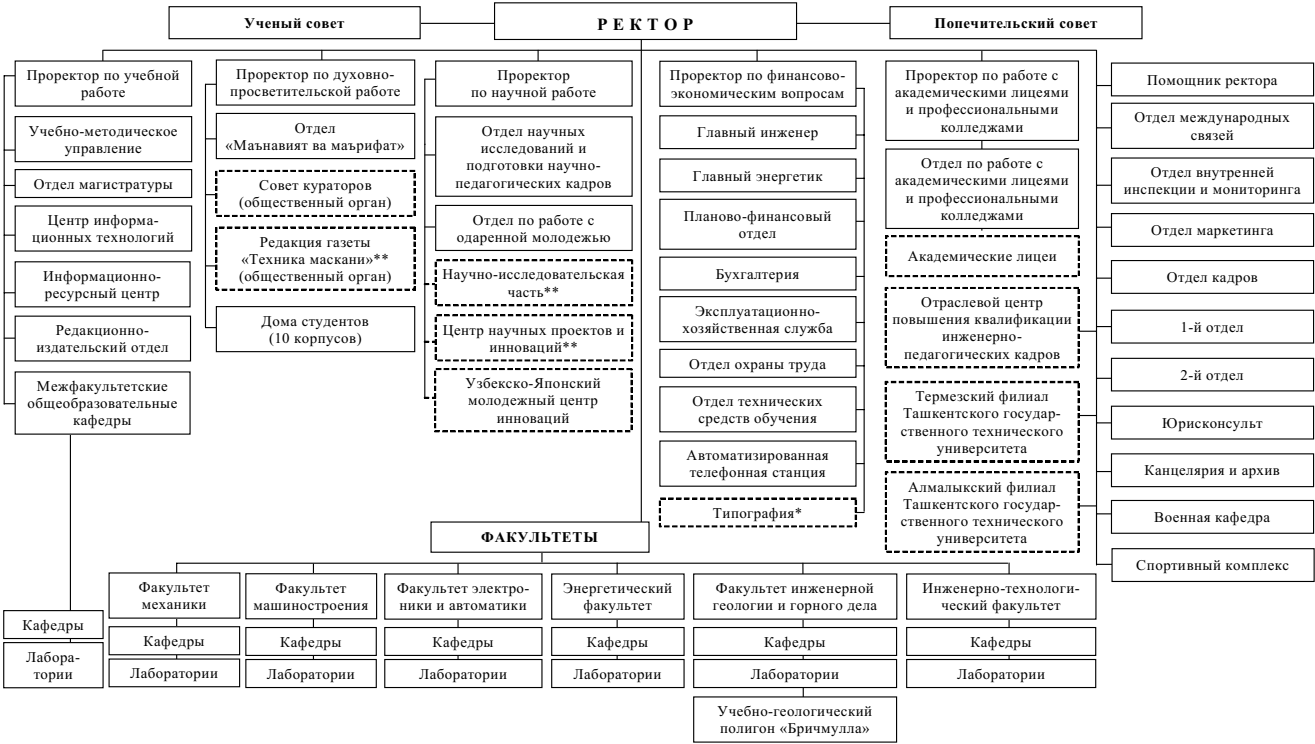 Ученый совет
РЕКТОР
Попечительский совет
Проректор по учебной
работе
Учебно-методическое
управление
Отдел магистратуры
Центр информа-
ционных технологий
Информационно-
ресурсный центр
Редакционно-
издательский отдел
Межфакультетские
общеобразовательные
кафедры
Проректор по духовно-
просветительской работе
Отдел
«Маънавият ва маърифат»
Совет кураторов
(общественный орган)
Редакция газеты
«Техника маскани»**
(общественный орган)
Дома студентов
(10 корпусов)
Проректор
по научной работе
Отдел научных
исследований и
подготовки научно-
педагогических кадров
Отдел по работе с
одаренной молодежью
Научно-исследовательская
часть**
Центр научных проектов и
инноваций**
Узбекско-Японский
молодежный центр
инноваций
Проректор по финансово-
экономическим вопросам
Главный инженер
Главный энергетик
Планово-финансовый
отдел
Бухгалтерия
Эксплуатационно-
хозяйственная служба
Отдел охраны труда
Отдел технических
средств обучения
Автоматизированная
телефонная станция
Типография*
Проректор по работе с
академическими лицеями
и профессиональными
колледжами
Отдел по работе с
академическими лицеями
и профессиональными
колледжами
Академические лицеи
Отраслевой центр
повышения квалификации
инженерно-
педагогических кадров
Термезский филиал
Ташкентского государ-
ственного технического
университета
Алмалыкский филиал
Ташкентского государ-
ственного технического
университета
Помощник ректора
Отдел международных
связей
Отдел внутренней
инспекции и мониторинга
Отдел маркетинга
Отдел кадров
1-й отдел
2-й отдел
Юрисконсульт
Канцелярия и архив
Военная кафедра
Спортивный комплекс
ФАКУЛЬТЕТЫ
Кафедры
Лабора-
тории
Факультет
механики
Кафедры
Лаборатории
Факультет
машиностроения
Кафедры
Лаборатории
Факультет электро-
ники и автоматики
Кафедры
Лаборатории
Энергетический
факультет
Кафедры
Лаборатории
Факультет инженерной
геологии и горного дела
Кафедры
Лаборатории
Учебно-геологический
полигон «Бричмулла»
Инженерно-технологи-
ческий факультет
Кафедры
Лаборатории